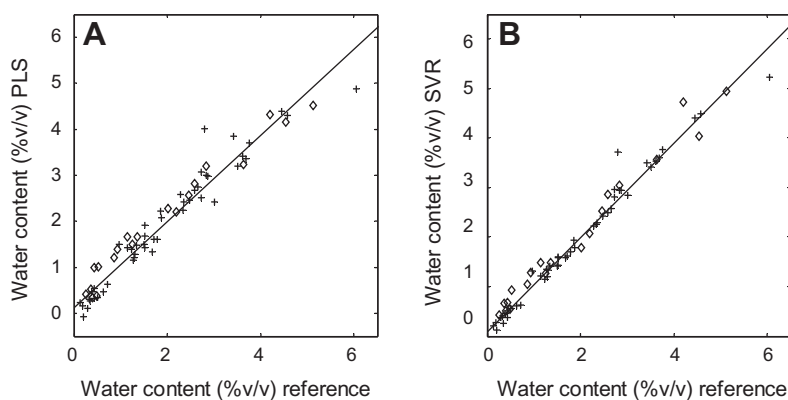 A
Water content (%v/v) PLS
6
5
4
3
2
1
0
0 2 4 6
Water content (%v/v) reference
B
Water content (%v/v) SVR
6
5
4
3
2
1
0
0 2 4 6
Water content (%v/v) reference